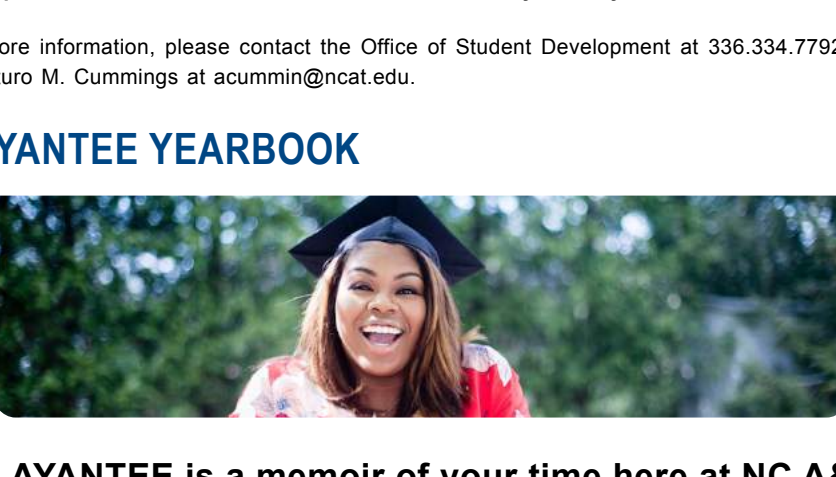 ore information, please contact the Office of Student Development at 336.334.7792
turo M. Cummings at acummin@ncat.edu.
YANTEE YEARBOOK
AYANTEE is a memoir of your time here at NC A&